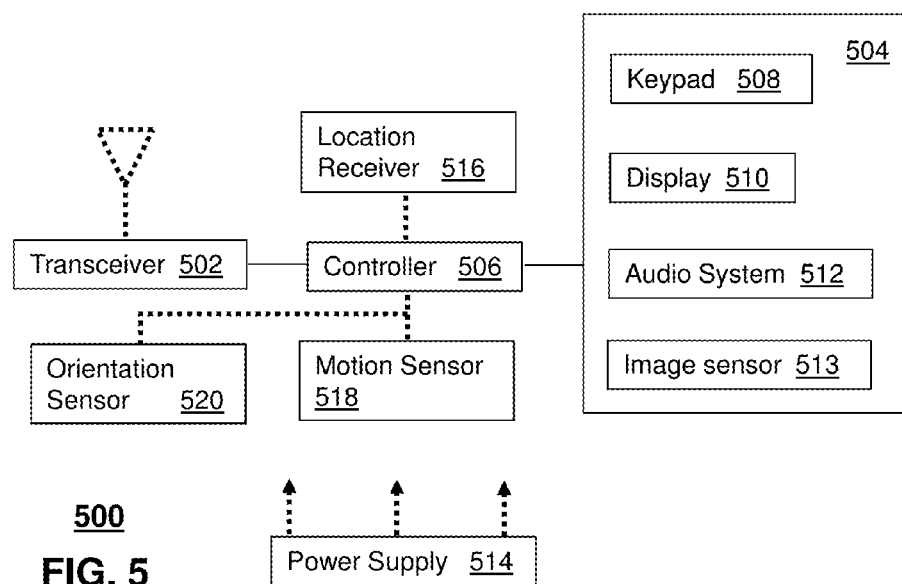 504
Keypad 508
Location
Receiver 516
Display 510
Transceiver 502
Controller 506
Audio System 512
Orientation
Sensor 520
Motion Sensor
518
Image sensor 513
500
FIG. 5
Power Supply 514